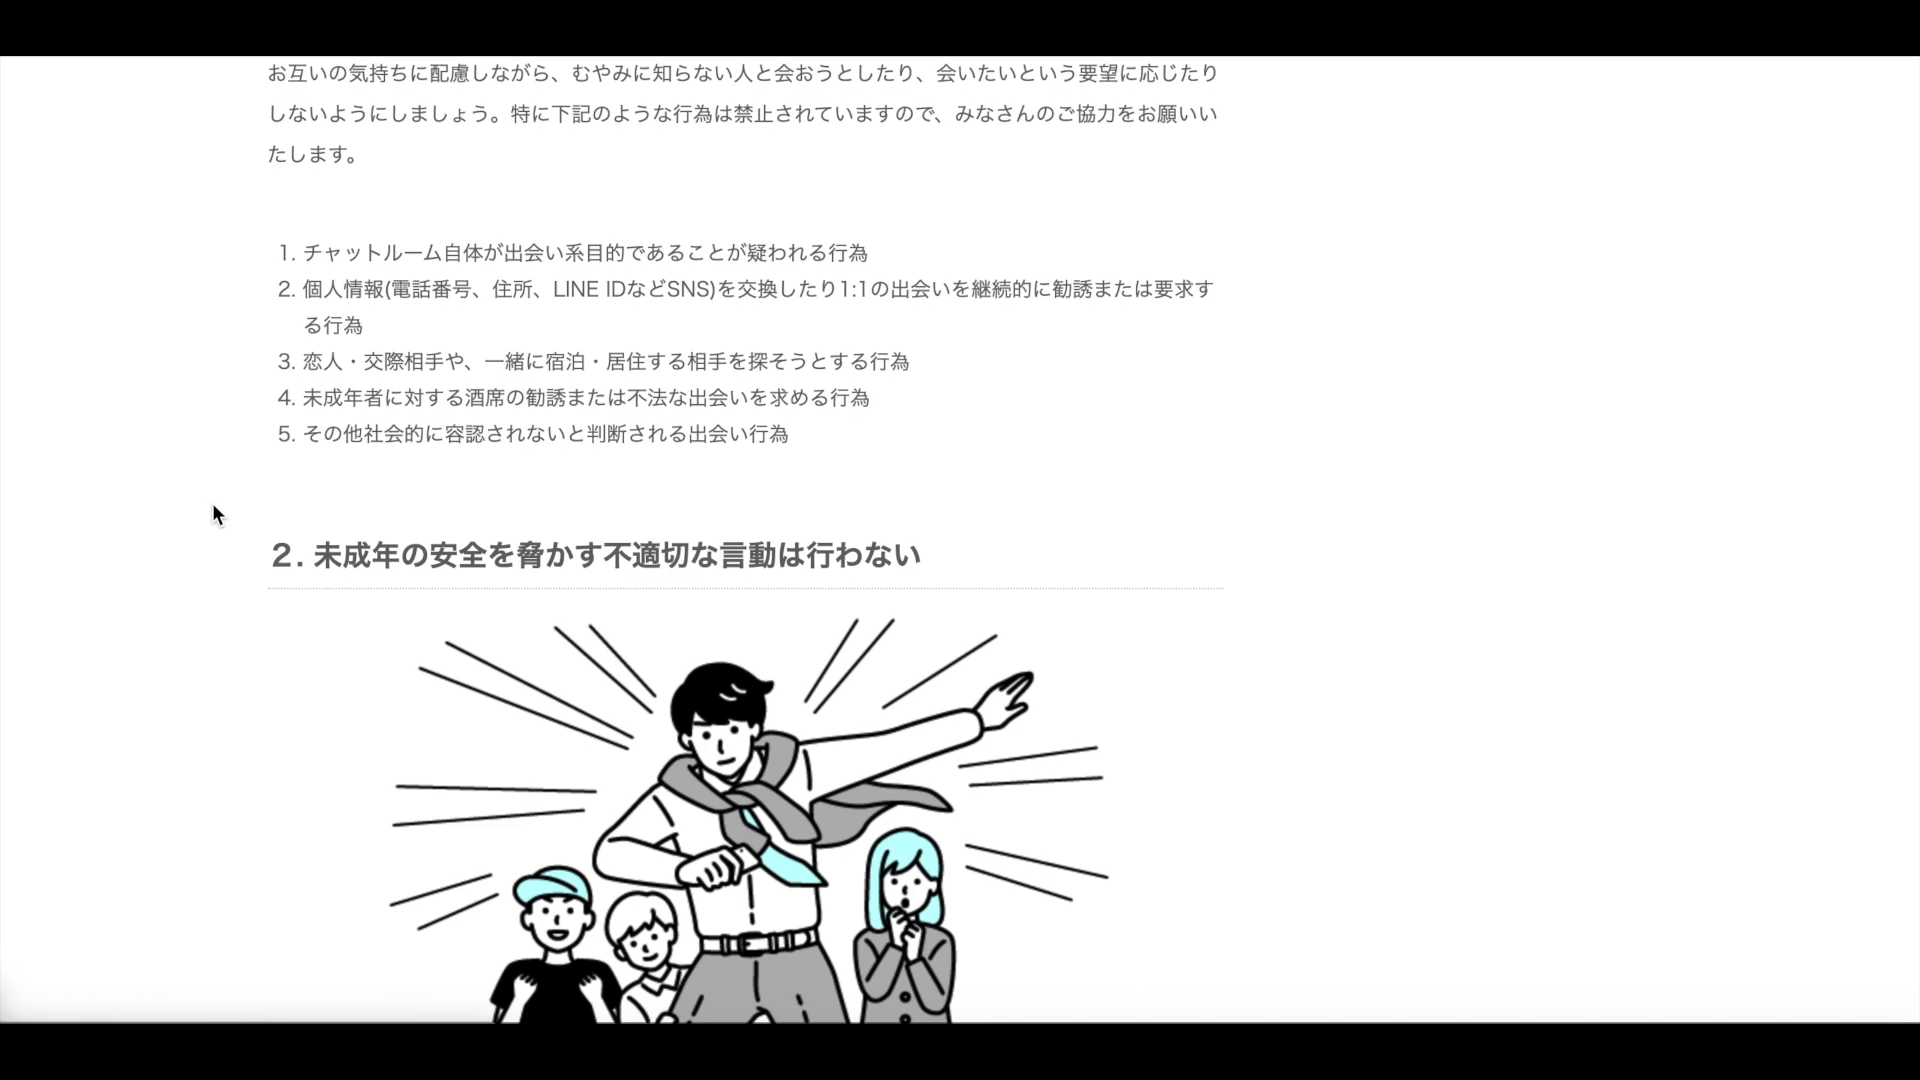 お互いの気持ちに配慮しながら、むやみに知らない人と会おうとしたり、会いたいという要望に応じたり
しないようにしましょう。特に下記のような行為は禁止されていますので、みなさんのご協力をお願いい
たします。
1. チャットルーム自体が出会い系目的であることが疑われる行為
2. 個人情報(電話番号、住所、LINE IDなどSNS)を交換したり1:1の出会いを継続的に勧誘または要求す
る行為
3. 恋人・交際相手や、一緒に宿泊・居住する相手を探そうとする行為
4. 未成年者に対する酒席の勧誘または不法な出会いを求める行為
5. その他社会的に容認されないと判断される出会い行為
２. 未成年の安全を脅かす不適切な言動は行わない